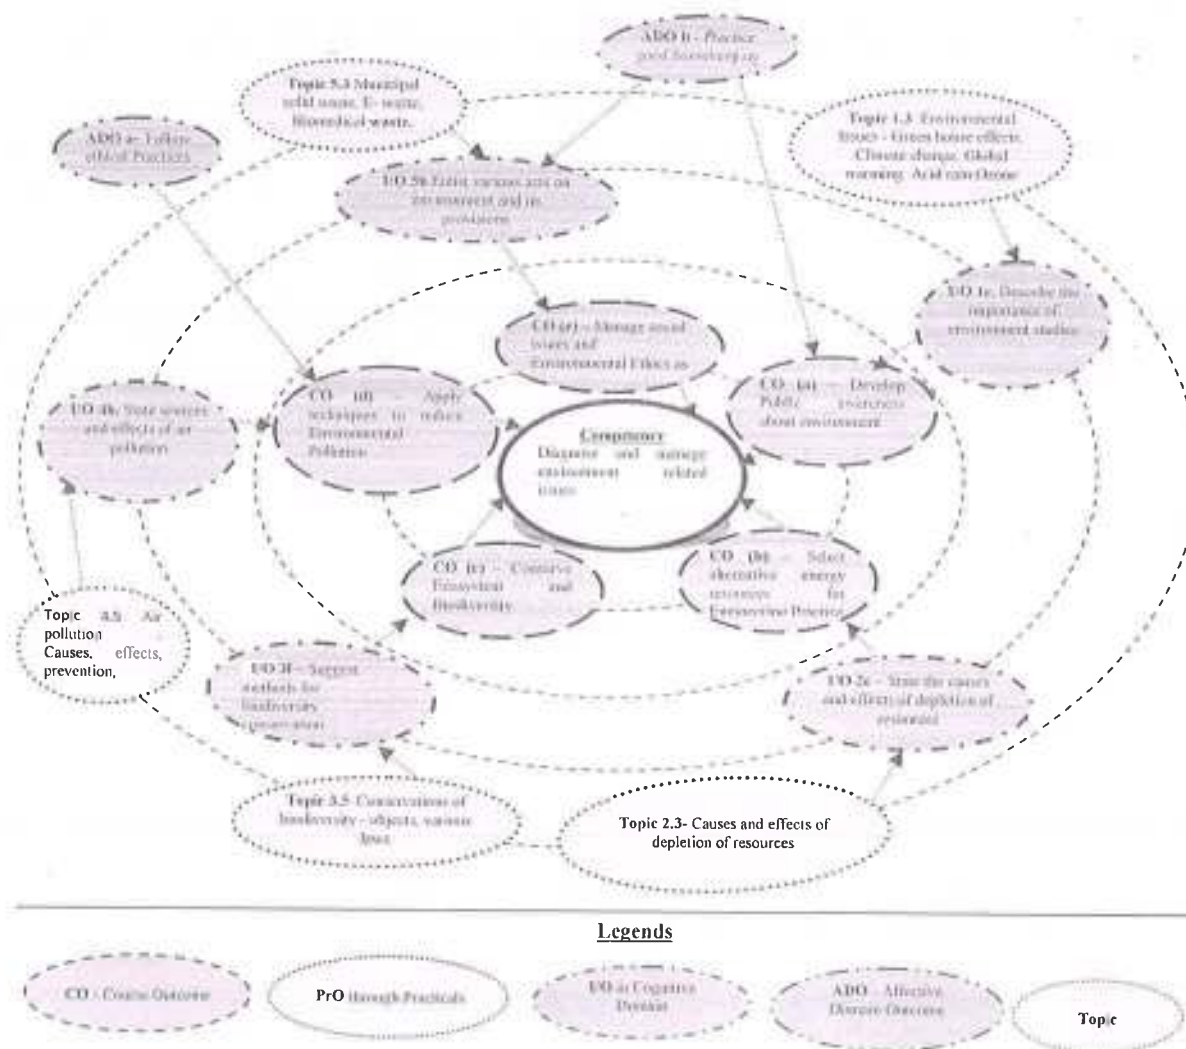 ADO b - Practice
good housekeeping
Topic 5.3 Municipal
solid waste, E- waste,
Biomedical waste.
Topic 1.3 Environmental
Issues - Green house effects,
Climate change, Global
warming, Acid rain Ozone
ADO a- Follow
ethical Practices
UO 5b Enlist various acts on
environment and its
provisions
UO 1c. Describe the
importance of
environment studies
CO (e) – Manage social
issues and
Environmental Ethics as
CO (d) – Apply
techniques to reduce
Environmental
Pollution
CO (a) – Develop
Public awareness
about environment
UO 4b. State sources
and effects of air
pollution
Competency
Diagnose and manage
environment related
issues
CO (c) – Conserve
Ecosystem and
Biodiversity
CO (b) – Select
alternative energy
resources for
Engineering Practice
Topic 4.5: Air
pollution
Causes, effects,
prevention,
UO 3f – Suggest
methods for
biodiversity
conservation
UO 2c – State the causes
and effects of depletion of
resources
Topic 3.5- Conservations of
biodiversity - objects, various
laws
Topic 2.3- Causes and effects of
depletion of resources
Legends
CO - Course Outcome
PrO through Practicals
UO in Cognitive
Domain
ADO - Affective
Domain Outcome
Topic